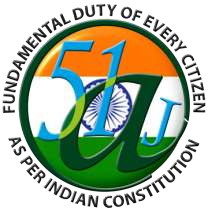 FUNDAMENTAL DUTY OF EVERY CITIZEN
51
a
J
AS PER INDIAN CONSTITUTION